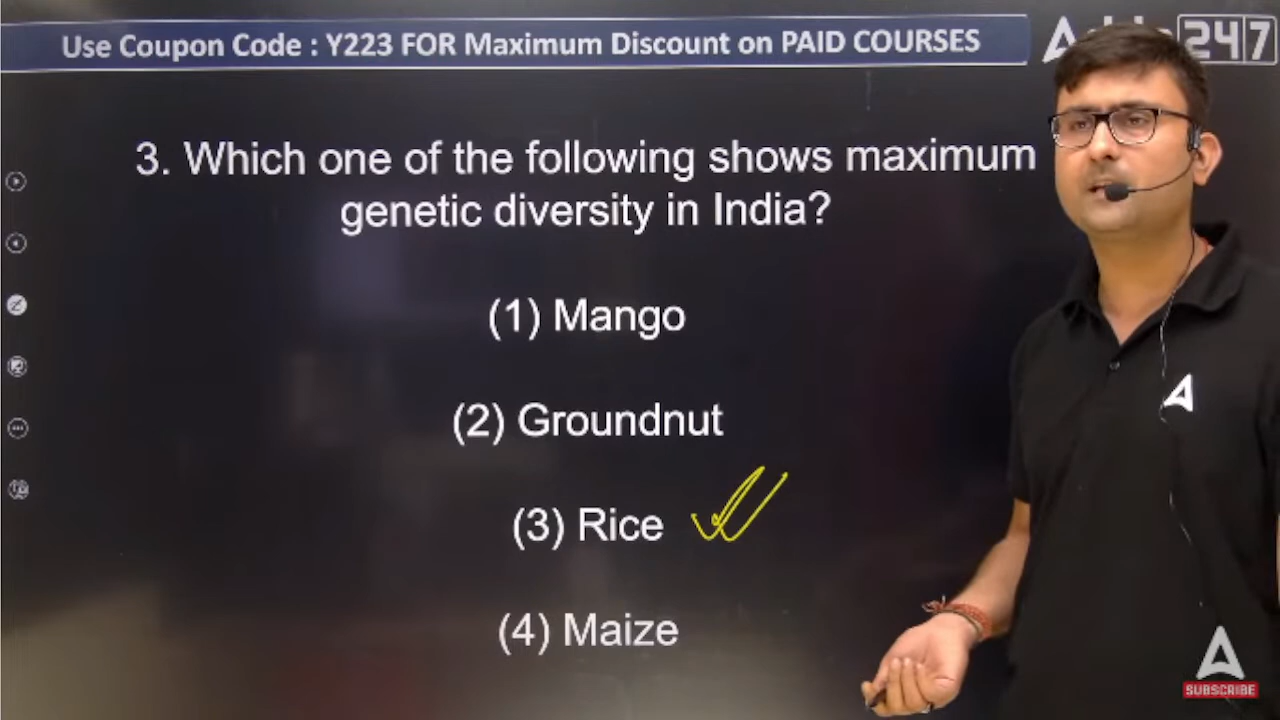 Use Coupon Code : Y223 FOR Maximum Discount on PAID COURSES
247
3. Which one of the following shows maximum
genetic diversity in India?
(1) Mango
(2) Groundnut
(3) Rice
(4) Maize
SUBSCRIBE